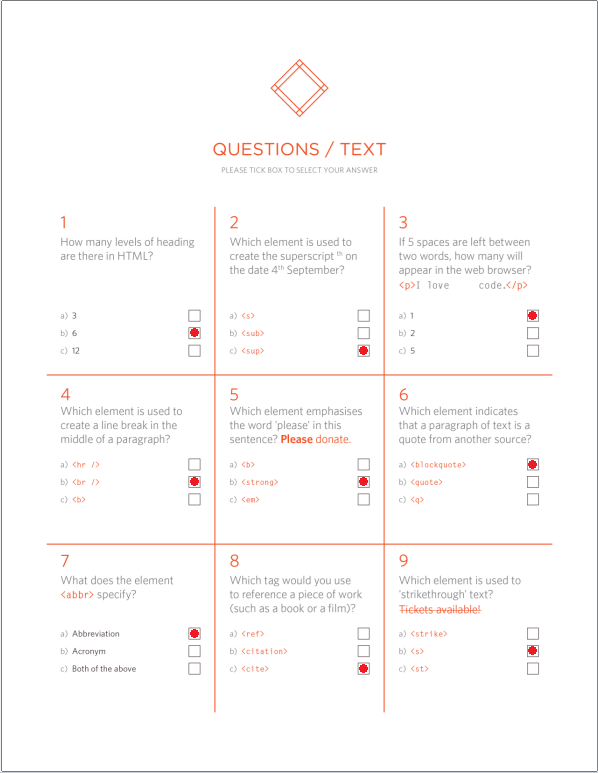 QUESTIONS / TEXT
PLEASE TICK BOX TO SELECT YOUR ANSWER
1
How many levels of heading
are there in HTML?
a) 3
b) 6
c) 12
2
Which element is used to
create the superscript th on
the date 4th September?
a) <s>
b) <sub>
c) <sup>
3
If 5 spaces are left between
two words, how many will
appear in the web browser?
<p>I love     code.</p>
a) 1
b) 2
c) 5
4
Which element is used to
create a line break in the
middle of a paragraph?
a) <hr />
b) <br />
c) <b>
5
Which element emphasises
the word 'please' in this
sentence? Please donate.
a) <b>
b) <strong>
c) <em>
6
Which element indicates
that a paragraph of text is a
quote from another source?
a) <blockquote>
b) <quote>
c) <q>
7
What does the element
<abbr> specify?
a) Abbreviation
b) Acronym
c) Both of the above
8
Which tag would you use
to reference a piece of work
(such as a book or a film)?
a) <ref>
b) <citation>
c) <cite>
9
Which element is used to
'strikethrough' text?
Tickets available!
a) <strike>
b) <s>
c) <st>